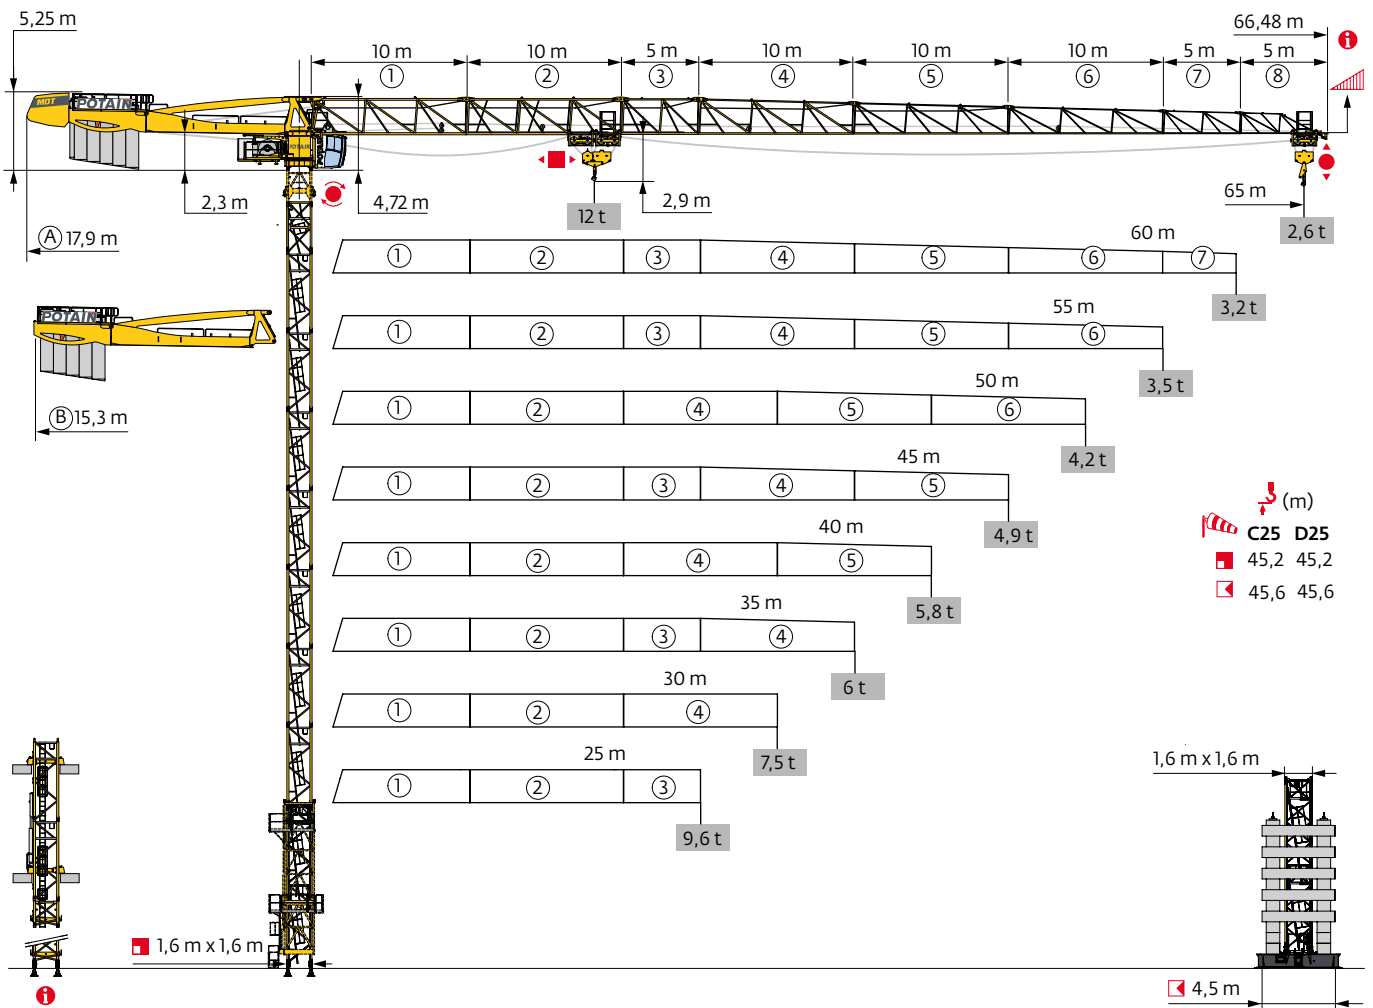 5,25 m
66,48 m
10 m 10 m 5 m 10 m 10 m 10 m 5 m 5 m
1 2 3 4 5 6 7 8
MDT POTAIN
POTAIN
2,3 m 4,72 m 2,9 m 65 m
12 t 2,6 t
A 17,9 m
60 m
1 2 3 4 5 6 7
3,2 t
POTAIN
55 m
1 2 3 4 5 6
3,5 t
B 15,3 m
50 m
1 2 4 5 6
4,2 t
45 m
1 2 3 4 5
4,9 t
(m)
C25 D25
45,2 45,2
45,6 45,6
40 m
1 2 4 5
5,8 t
35 m
1 2 3 4
6 t
30 m
1 2 4
7,5 t
25 m
1 2 3
9,6 t
1,6 m x 1,6 m
1,6 m x 1,6 m
4,5 m
i
i